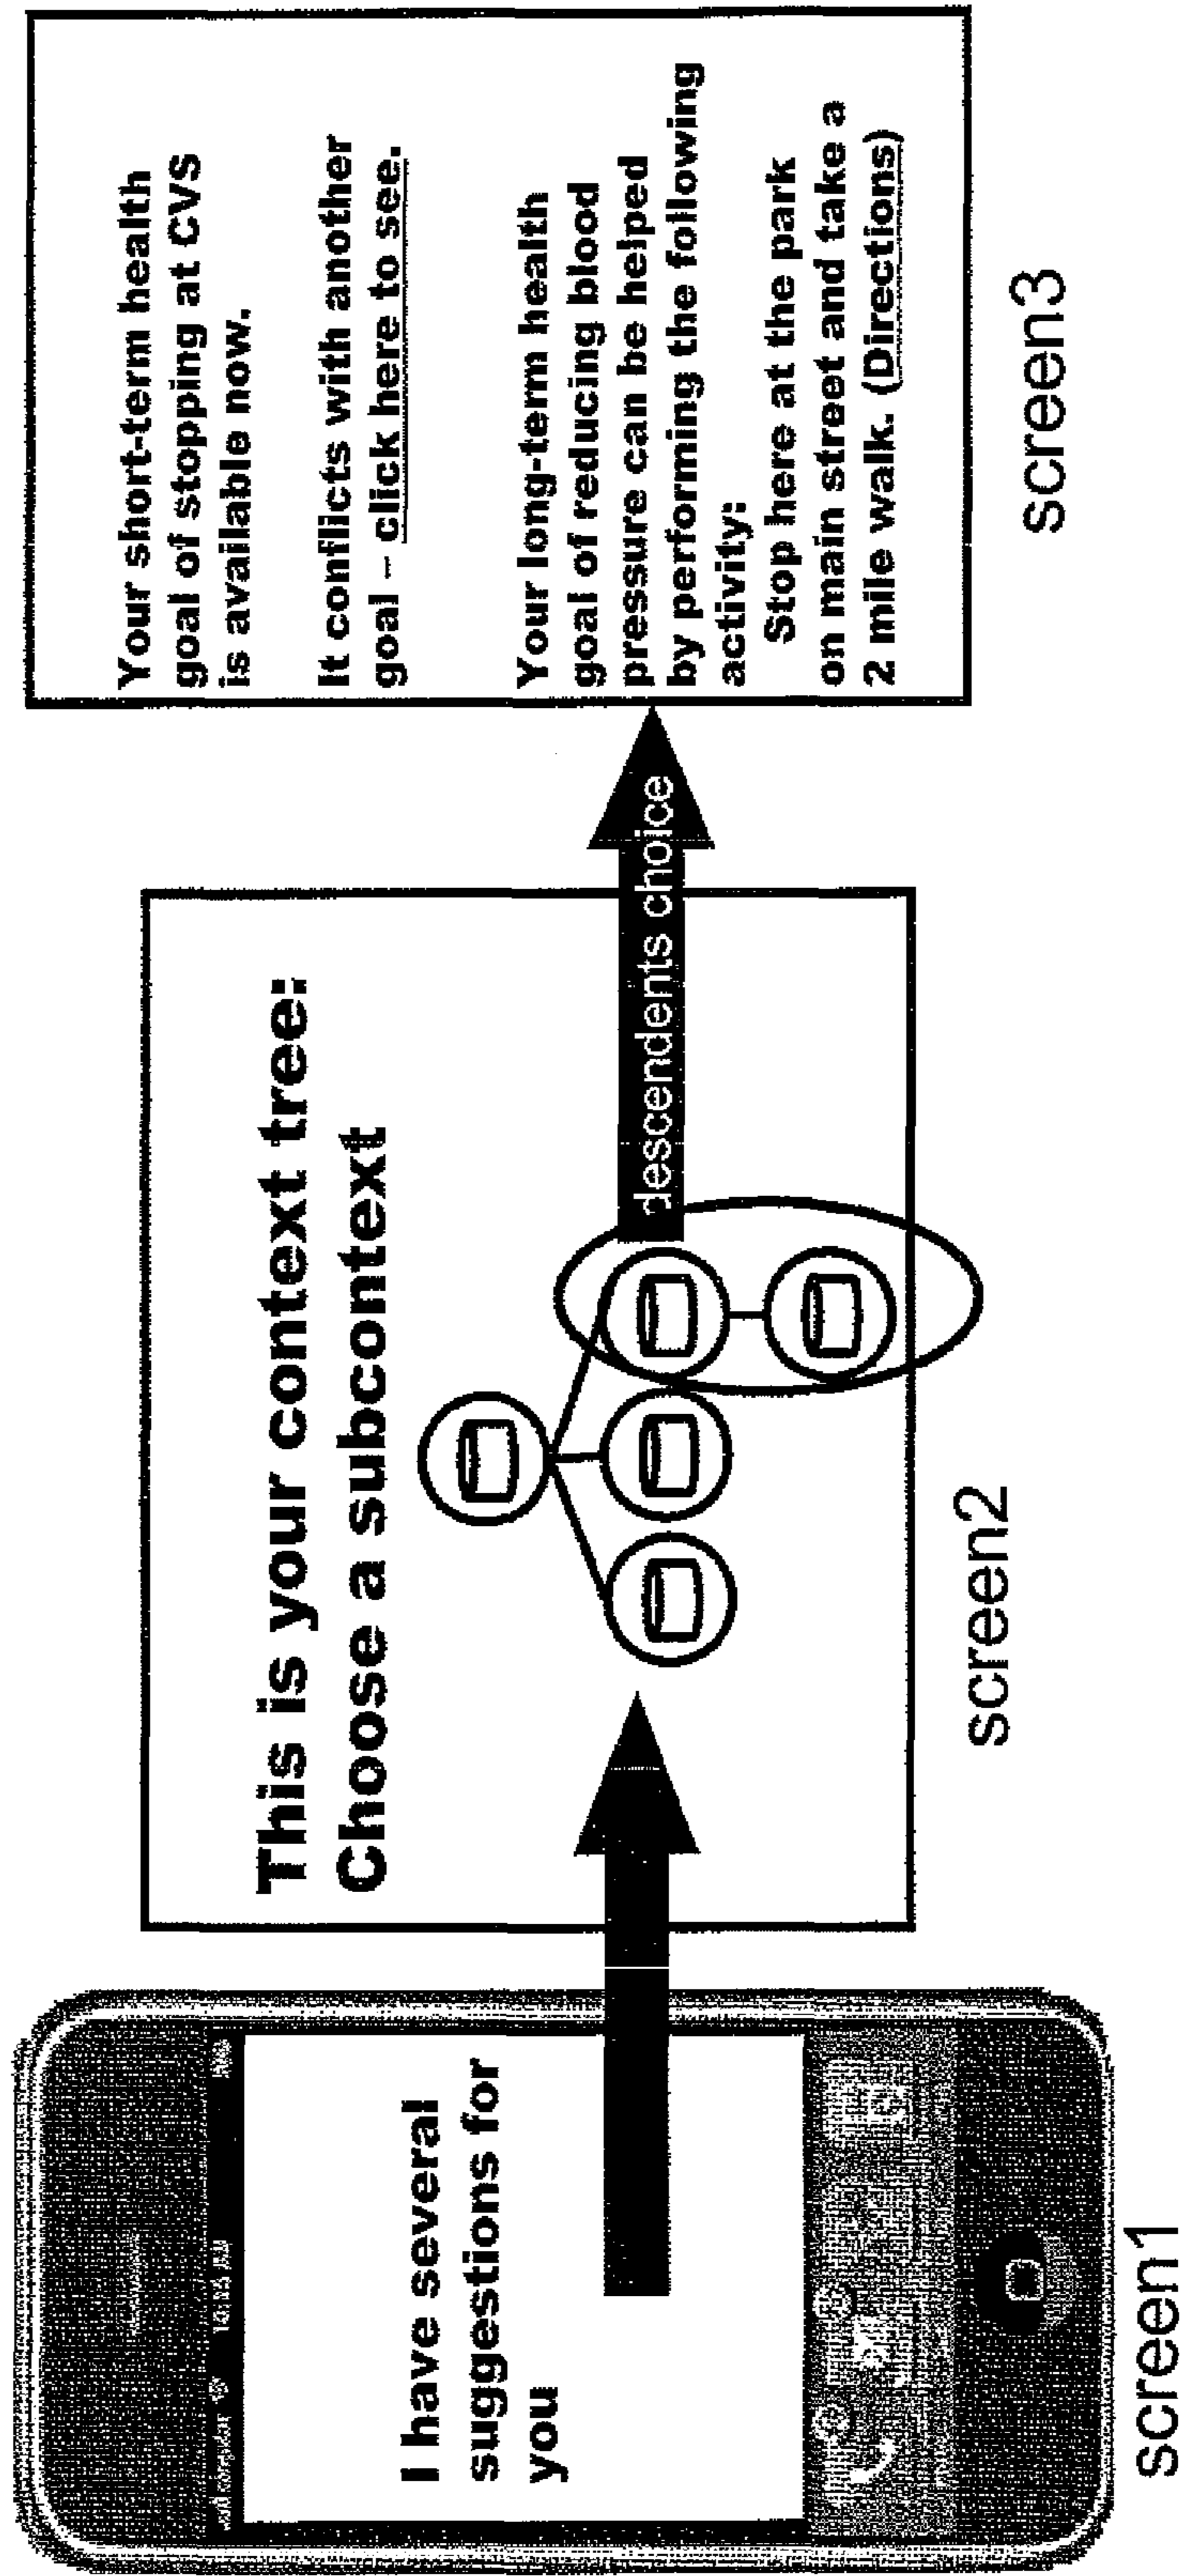 I have several
suggestions for
you
screen1
This is your context tree:
Choose a subcontext
descendents choice
screen2
Your short-term health
goal of stopping at CVS
is available now.
It conflicts with another
goal – click here to see.
Your long-term health
goal of reducing blood
pressure can be helped
by performing the following
activity:
Stop here at the park
on main street and take a
2 mile walk. (Directions)
screen3